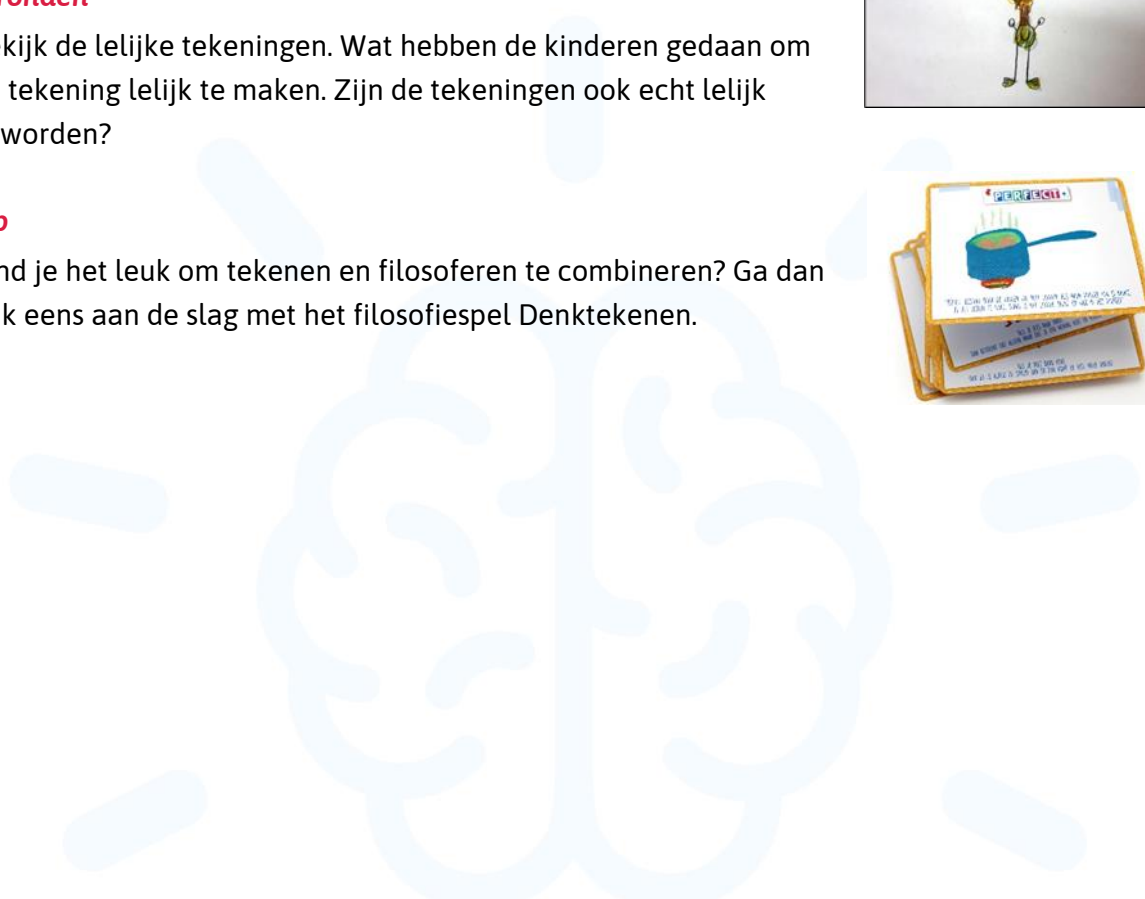 ronden
kijk de lelijke tekeningen. Wat hebben de kinderen gedaan om
tekening lelijk te maken. Zijn de tekeningen ook echt lelijk
worden?
p
nd je het leuk om tekenen en filosoferen te combineren? Ga dan
k eens aan de slag met het filosofiespel Denktekenen.
PERFECT